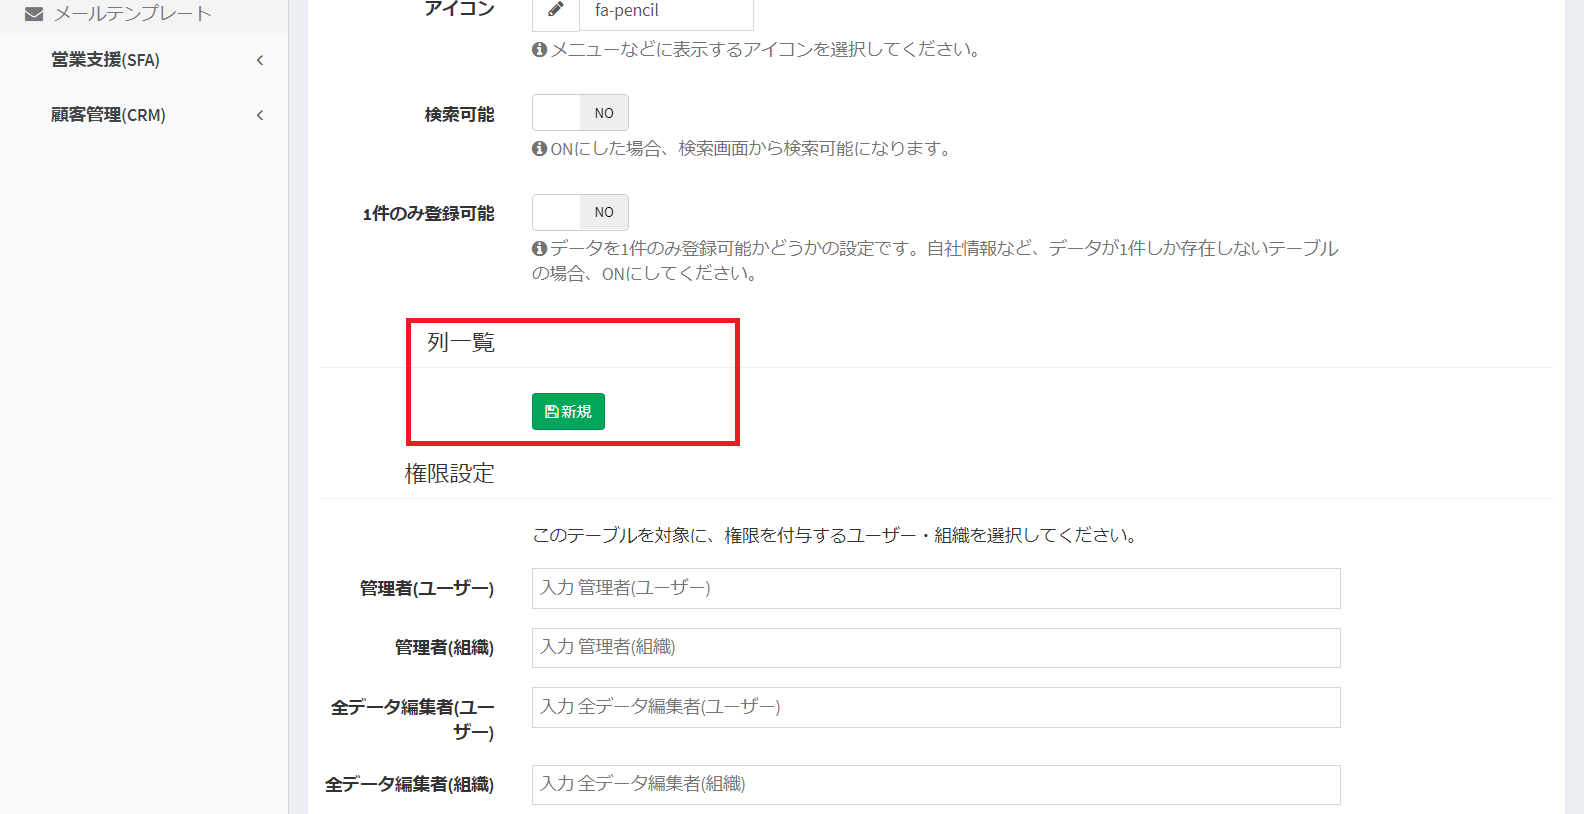 メールテンプレート
営業支援(SFA)
顧客管理(CRM)
アイコン
fa-pencil
メニューなどに表示するアイコンを選択してください。
検索可能
NO
ONにした場合、検索画面から検索可能になります。
1件のみ登録可能
NO
データを1件のみ登録可能かどうかの設定です。自社情報など、データが1件しか存在しないテーブル
の場合、ONにしてください。
列一覧
新規
権限設定
このテーブルを対象に、権限を付与するユーザー・組織を選択してください。
管理者(ユーザー)
入力 管理者(ユーザー)
管理者(組織)
入力 管理者(組織)
全データ編集者(ユー
ザー)
入力 全データ編集者(ユーザー)
全データ編集者(組織)
入力 全データ編集者(組織)